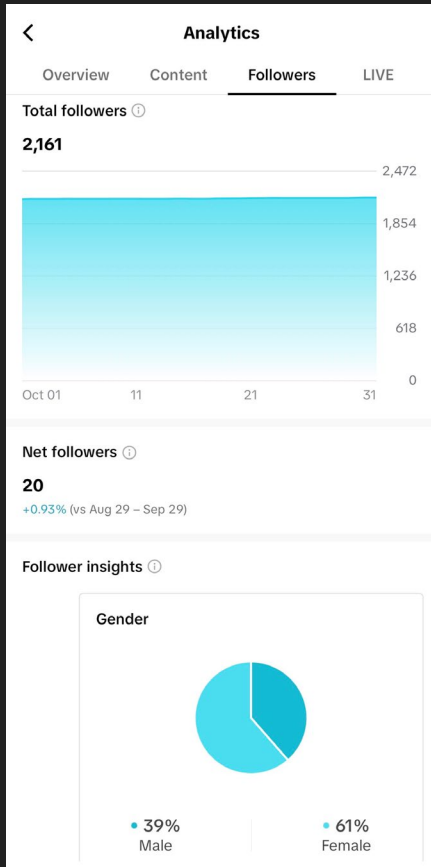 Analytics
Overview Content Followers LIVE
Total followers
2,161
2,472
1,854
1,236
618
0
Oct 01 11 21 31
Net followers
20
+0.93% (vs Aug 29 – Sep 29)
Follower insights
Gender
39% 61%
Male Female